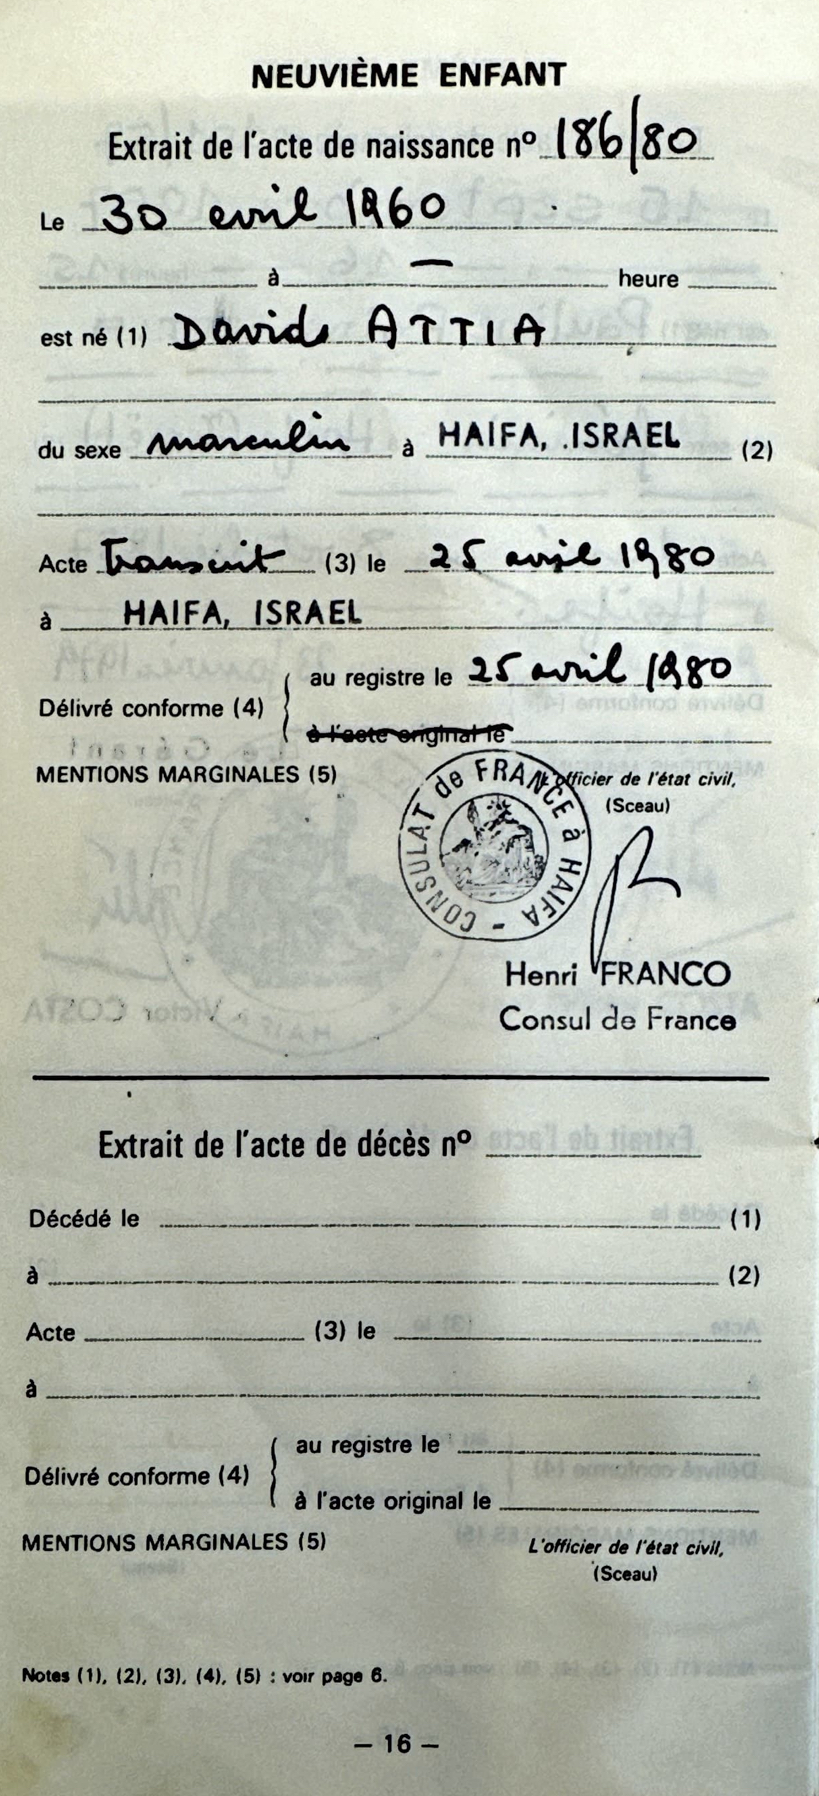 NEUVIÈME ENFANT
Extrait de l'acte de naissance nº 186/80
Le 30 avril 1960
à — heure
est né (1) David ATTIA
du sexe masculin à HAIFA, ISRAEL (2)
Acte transcrit (3) le 25 avril 1980
à HAIFA, ISRAEL
Délivré conforme (4) { au registre le 25 avril 1980
à l'acte original le
MENTIONS MARGINALES (5)
L'officier de l'état civil,
(Sceau)
CONSULAT de FRANCE à HAIFA -
Henri FRANCO
Consul de France
Extrait de l'acte de décès nº
Décédé le (1)
à (2)
Acte (3) le
à
Délivré conforme (4) { au registre le
à l'acte original le
MENTIONS MARGINALES (5)
L'officier de l'état civil,
(Sceau)
Notes (1), (2), (3), (4), (5) : voir page 6.
— 16 —